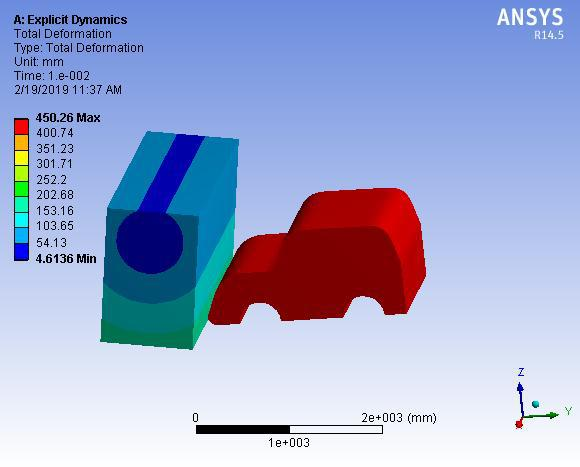 A: Explicit Dynamics
Total Deformation
Type: Total Deformation
Unit: mm
Time: 1.e-002
2/19/2019 11:37 AM
ANSYS
R14.5
450.26 Max
400.74
351.23
301.71
252.2
202.68
153.16
103.65
54.13
4.6136 Min
Z
Y
0
2e+003 (mm)
1e+003